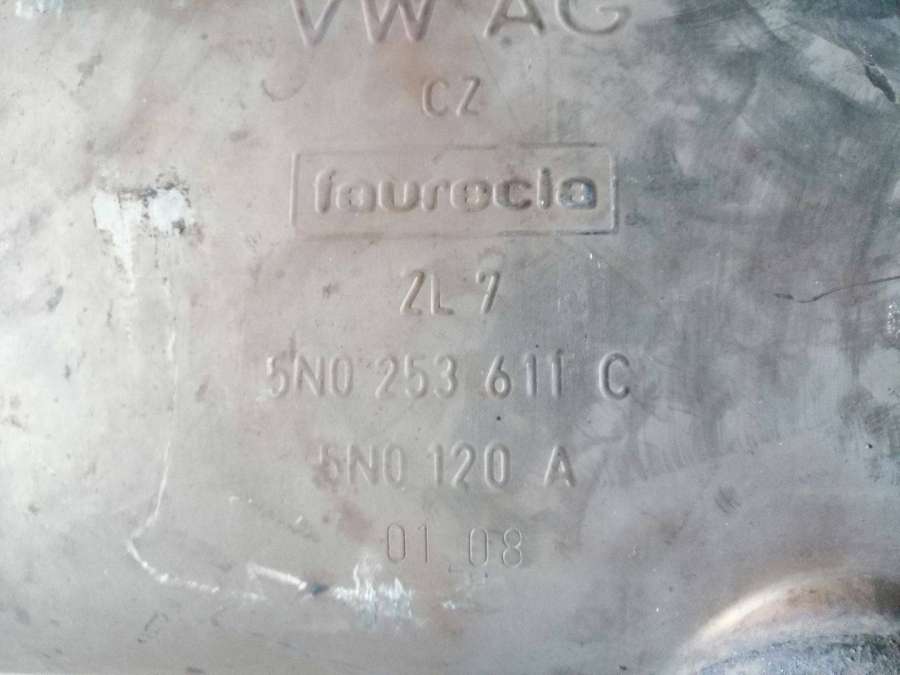 VW AG
CZ
faurecia
ZL 7
5N0 253 611 C
5N0 120 A
01 08